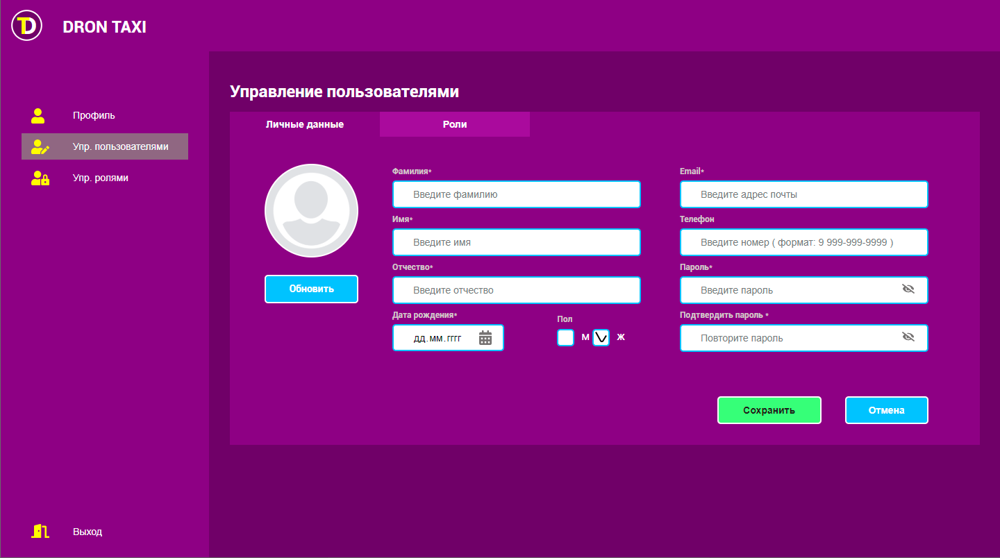 TD
DRON TAXI
Профиль
Упр. пользователями
Упр. ролями
Выход
Управление пользователями
Личные данные
Роли
Обновить
Фамилия*
Введите фамилию
Имя*
Введите имя
Отчество*
Введите отчество
Дата рождения*
дд.мм.гггг
Пол
М
Ж
Email*
Введите адрес почты
Телефон
Введите номер ( формат: 9 999-999-9999 )
Пароль*
Введите пароль
Подтвердить пароль *
Повторите пароль
Сохранить
Отмена